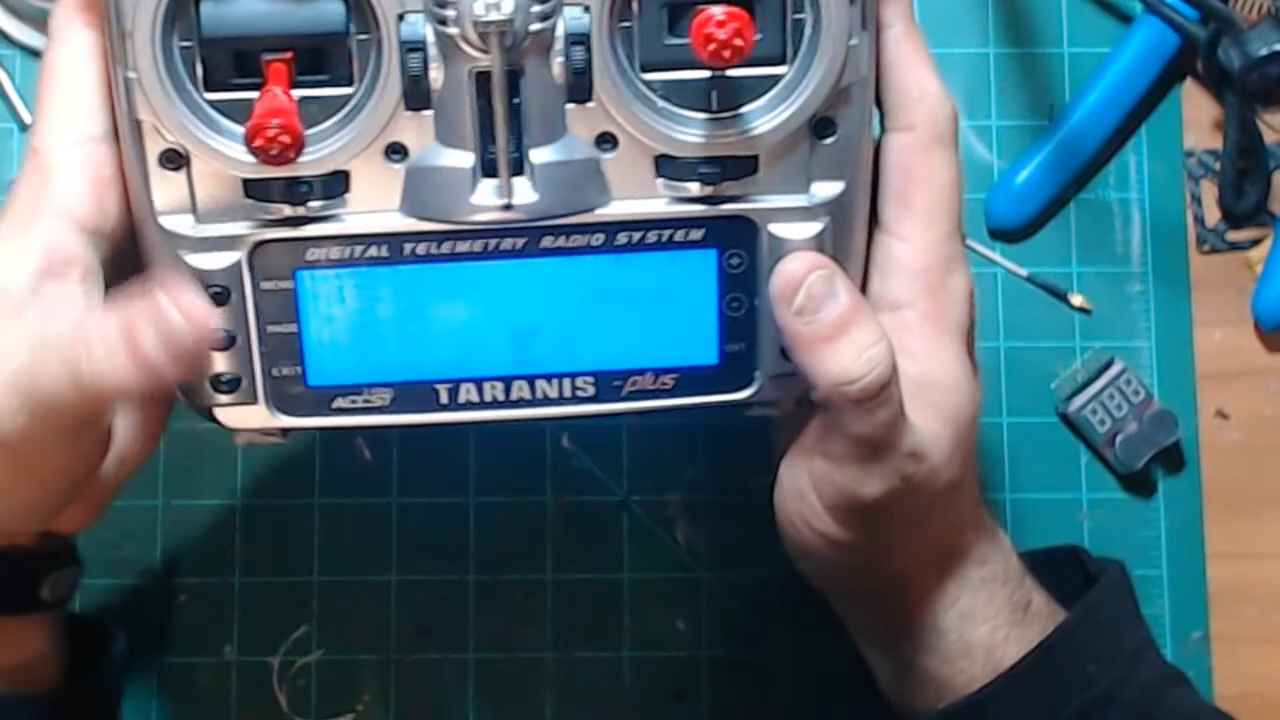 DIGITAL TELEMETRY RADIO SYSTEM
MENU
PAGE
EXIT
ACCST
TARANIS -plus
888